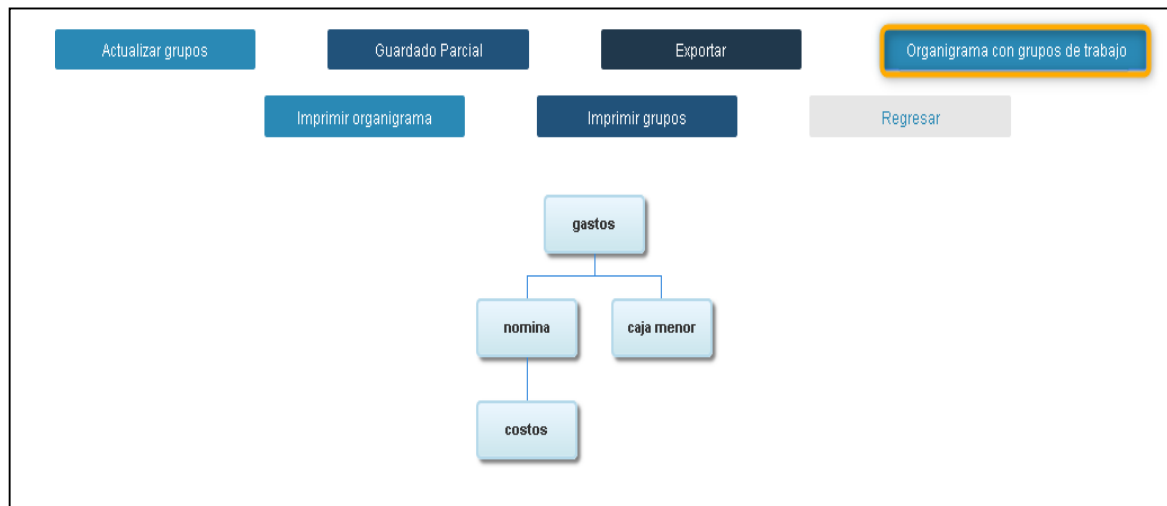 Actualizar grupos
Guardado Parcial
Exportar
Organigrama con grupos de trabajo
Imprimir organigrama
Imprimir grupos
Regresar
gastos
nomina
caja menor
costos